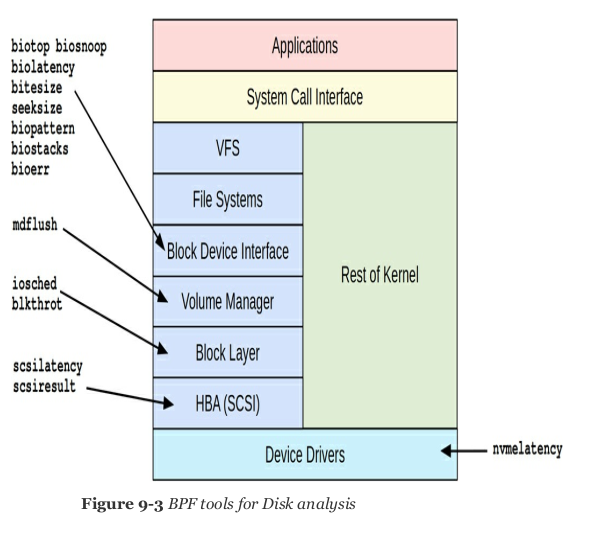 biotop biosnoop
biolatency
bitesize
seeksize
biopattern
biostacks
bioerr
mdflush
iosched
blkthrot
scsilatency
scsiresult
Applications
System Call Interface
VFS
File Systems
Block Device Interface
Volume Manager
Block Layer
HBA (SCSI)
Rest of Kernel
Device Drivers
nvmelatency
Figure 9-3 BPF tools for Disk analysis